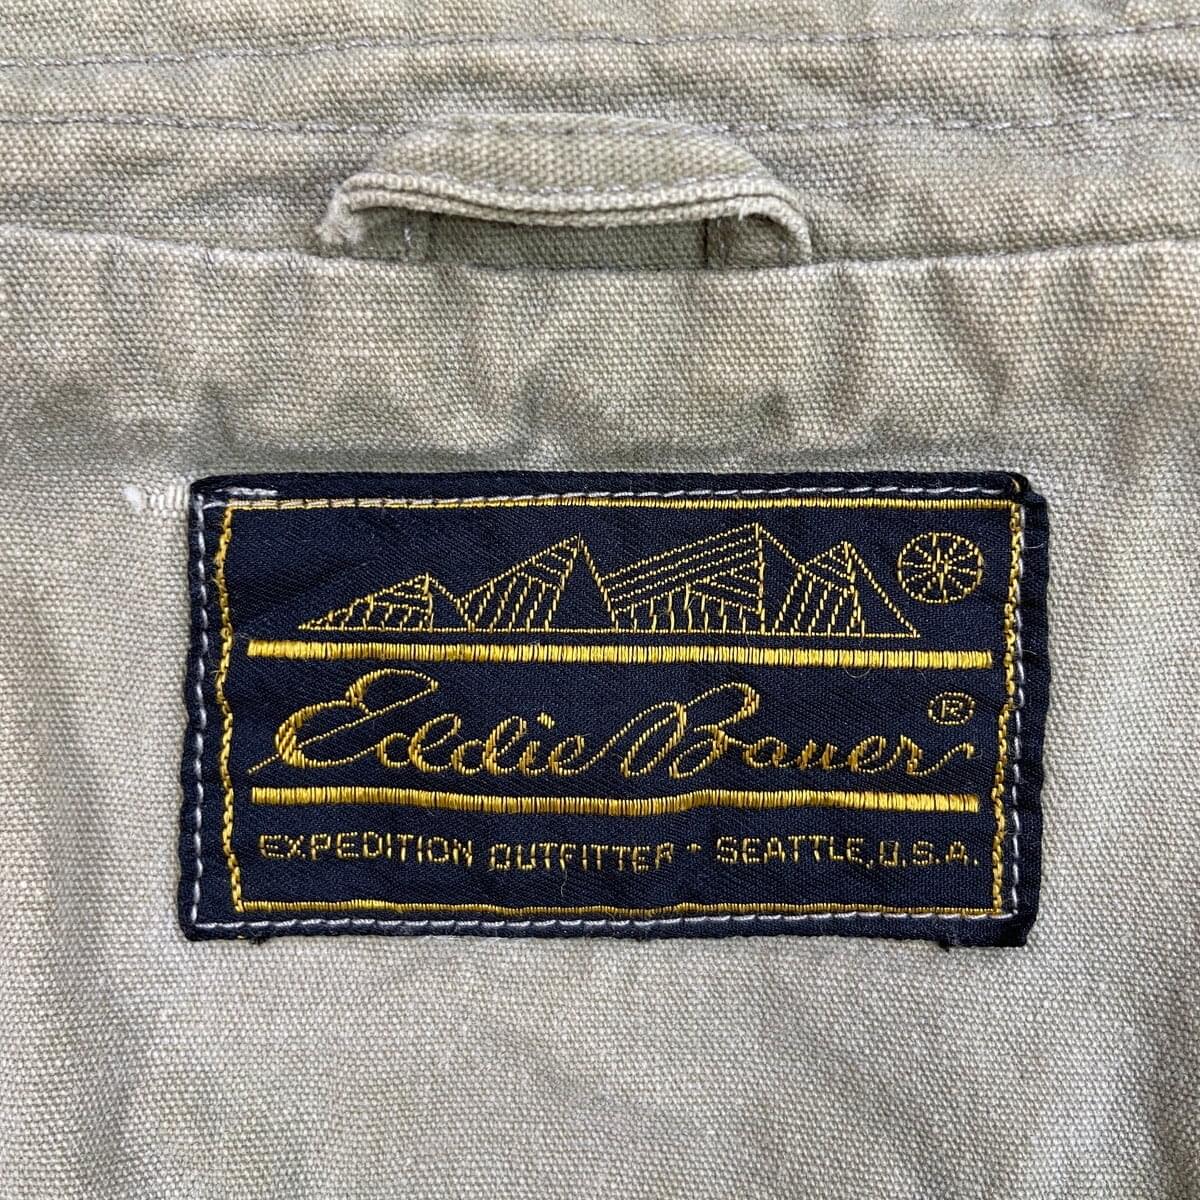 Eddie Bauer ®
EXPEDITION OUTFITTER · SEATTLE, U.S.A.